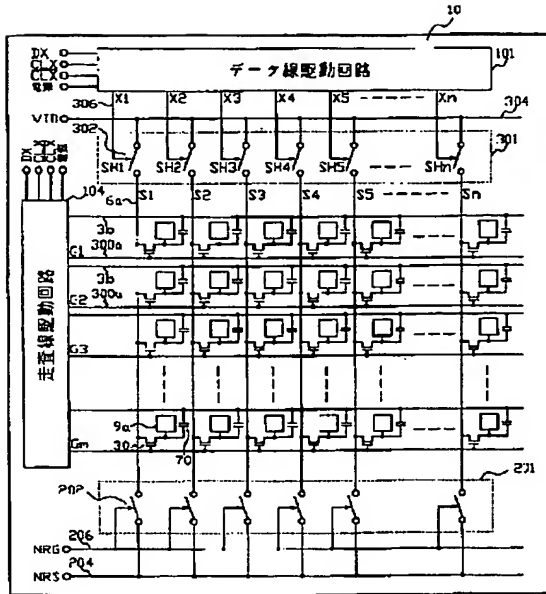 10
DX
CLX
CLX
電源
データ線駆動回路
101
306
X1 X2 X3 X4 X5 Xn
304
VID
302
301
SH1 SH2 SH3 SH4 SH5 SHn
DX
CLX
CLX
電源
104
6a
S1 S2 S3 S4 S5 Sn
走査線駆動回路
3b
G1
300a
3b
G2
300a
G3
9a
Gm
30
70
202
201
NRG
206
NRS
204